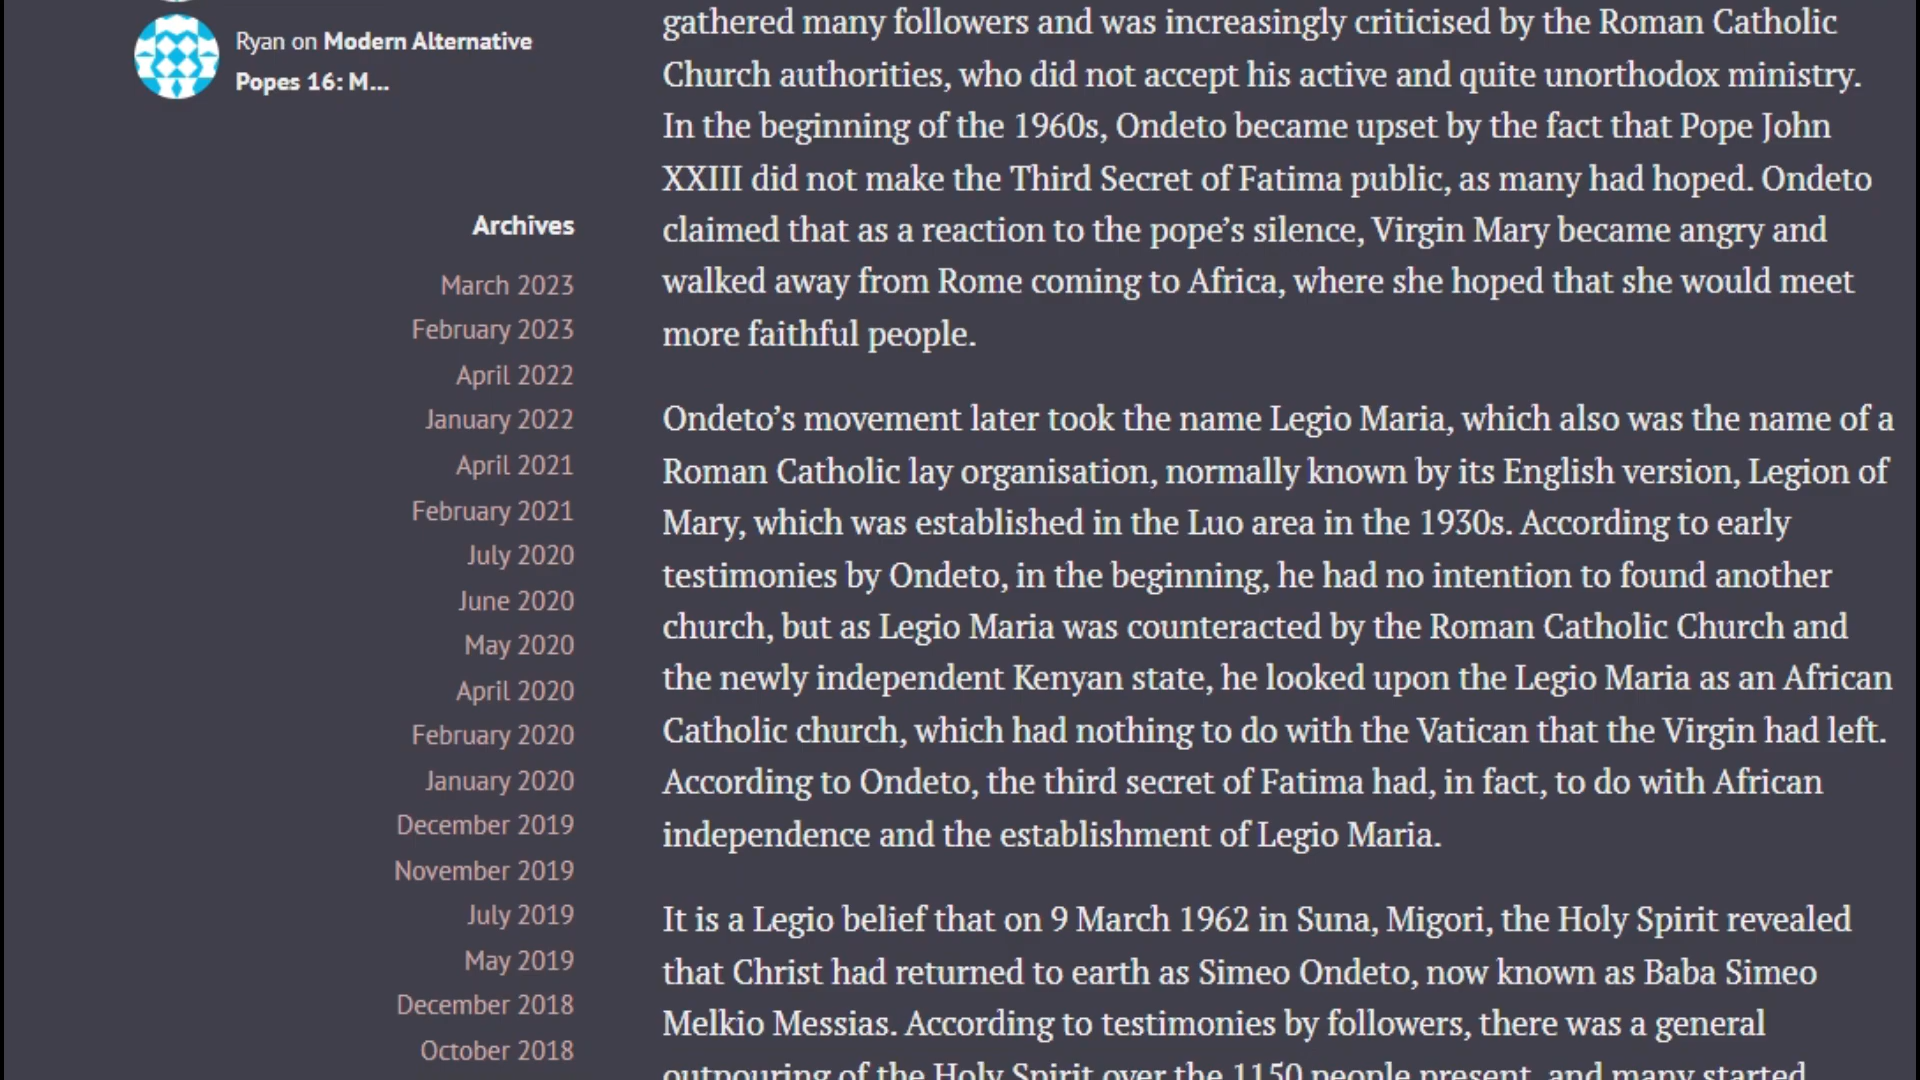 Ryan on Modern Alternative
Popes 16: M...
Archives
March 2023
February 2023
April 2022
January 2022
April 2021
February 2021
July 2020
June 2020
May 2020
April 2020
February 2020
January 2020
December 2019
November 2019
July 2019
May 2019
December 2018
October 2018
gathered many followers and was increasingly criticised by the Roman Catholic
Church authorities, who did not accept his active and quite unorthodox ministry.
In the beginning of the 1960s, Ondeto became upset by the fact that Pope John
XXIII did not make the Third Secret of Fatima public, as many had hoped. Ondeto
claimed that as a reaction to the pope’s silence, Virgin Mary became angry and
walked away from Rome coming to Africa, where she hoped that she would meet
more faithful people.
Ondeto’s movement later took the name Legio Maria, which also was the name of a
Roman Catholic lay organisation, normally known by its English version, Legion of
Mary, which was established in the Luo area in the 1930s. According to early
testimonies by Ondeto, in the beginning, he had no intention to found another
church, but as Legio Maria was counteracted by the Roman Catholic Church and
the newly independent Kenyan state, he looked upon the Legio Maria as an African
Catholic church, which had nothing to do with the Vatican that the Virgin had left.
According to Ondeto, the third secret of Fatima had, in fact, to do with African
independence and the establishment of Legio Maria.
It is a Legio belief that on 9 March 1962 in Suna, Migori, the Holy Spirit revealed
that Christ had returned to earth as Simeo Ondeto, now known as Baba Simeo
Melkio Messias. According to testimonies by followers, there was a general
outpouring of the Holy Spirit over the 1150 people present, and many started